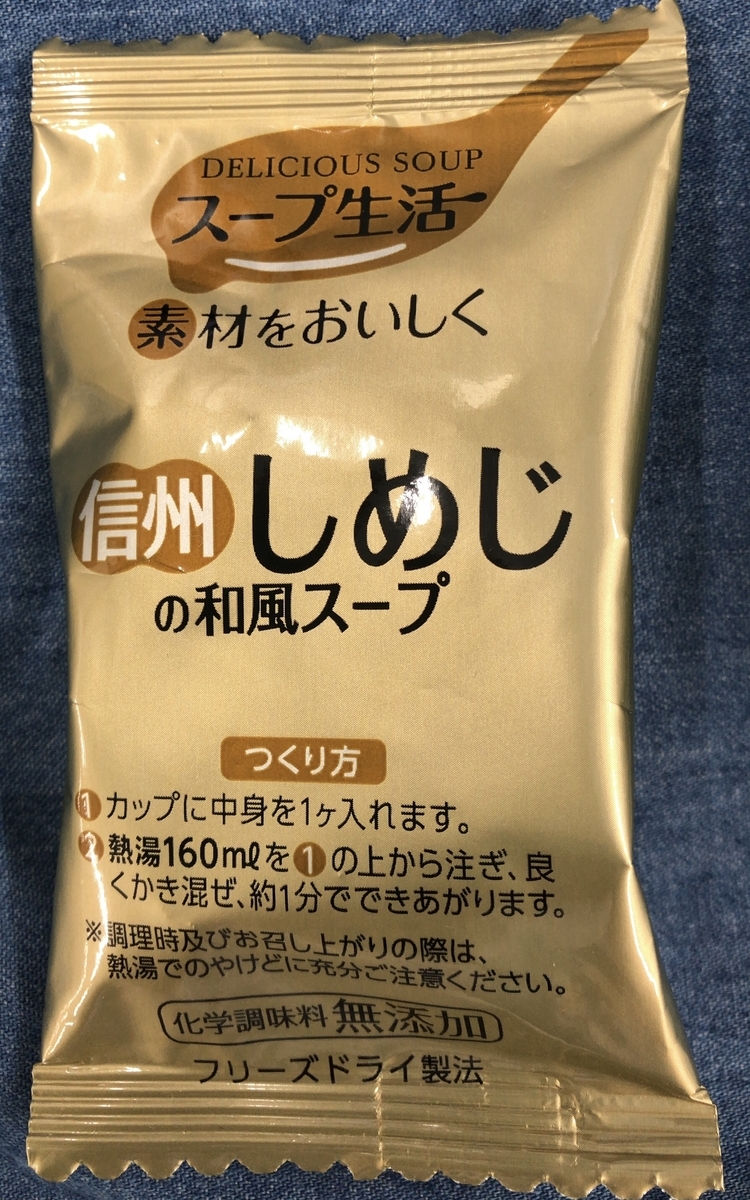 DELICIOUS SOUP
スープ生活
素材をおいしく
信州しめじ
の和風スープ
つくり方
1 カップに中身を1ヶ入れます。
2 熱湯160mlを1の上から注ぎ、良
くかき混ぜ、約1分でできあがります。
※調理時及びお召し上がりの際は、
熱湯でのやけどに充分ご注意ください。
化学調味料無添加
フリーズドライ製法